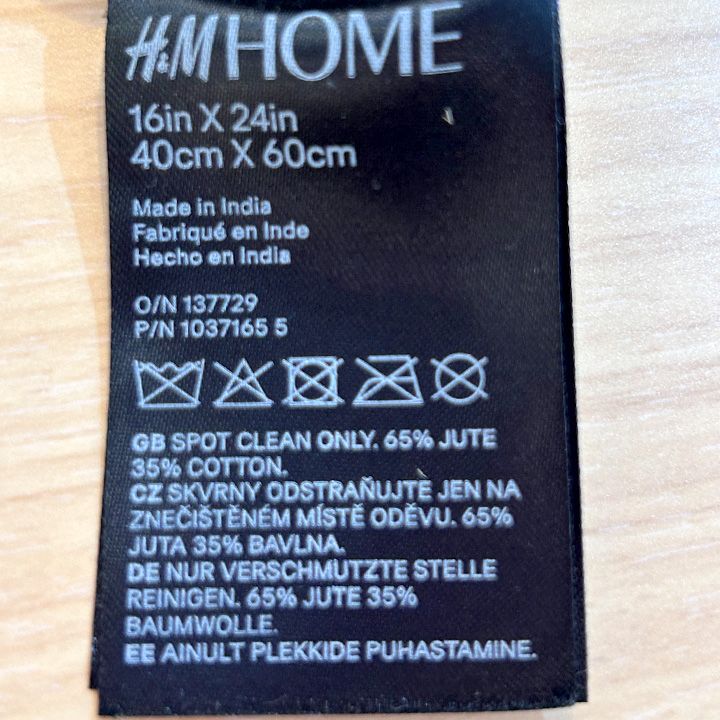 H&M HOME
16in X 24in
40cm X 60cm
Made in India
Fabriqué en Inde
Hecho en India
O/N 137729
P/N 1037165 5
GB SPOT CLEAN ONLY. 65% JUTE
35% COTTON.
CZ SKVRNY ODSTRAŇUJTE JEN NA
ZNEČIŠTĚNÉM MÍSTĚ ODĚVU. 65%
JUTA 35% BAVLNA.
DE NUR VERSCHMUTZTE STELLE
REINIGEN. 65% JUTE 35%
BAUMWOLLE.
EE AINULT PLEKKIDE PUHASTAMINE.